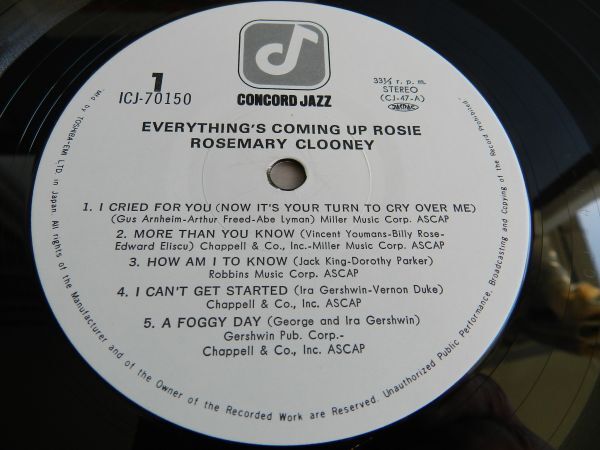 1
ICJ-70150
CONCORD JAZZ
33⅓ r. p. m.
STEREO
(CJ-47-A)
EVERYTHING'S COMING UP ROSIE
ROSEMARY CLOONEY
1. I CRIED FOR YOU (NOW IT'S YOUR TURN TO CRY OVER ME)
(Gus Arnheim-Arthur Freed-Abe Lyman) Miller Music Corp. ASCAP
2. MORE THAN YOU KNOW (Vincent Youmans-Billy Rose-
Edward Eliscu) Chappell & Co., Inc.-Miller Music Corp. ASCAP
3. HOW AM I TO KNOW (Jack King-Dorothy Parker)
Robbins Music Corp. ASCAP
4. I CAN'T GET STARTED (Ira Gershwin-Vernon Duke)
Chappell & Co., Inc. ASCAP
5. A FOGGY DAY (George and Ira Gershwin)
Gershwin Pub. Corp.-
Chappell & Co., Inc. ASCAP
Mfd by TOSHIBA-EMI LTD. in Japan. All rights of the Manufacturer and of the Owner of the Recorded Work are Reserved. Unauthorized Public Performance, Broadcasting and Copying of the Record Prohibited.